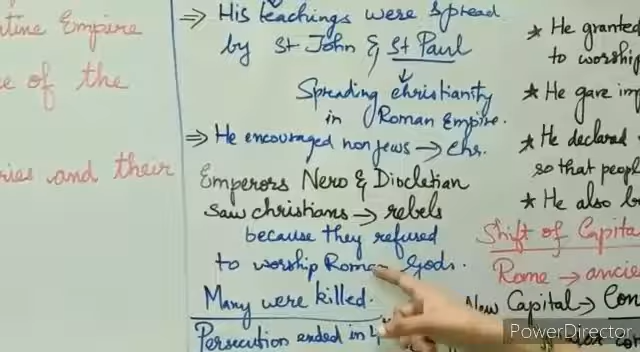 tine Empire
e of the
ries and their
⇒ His teachings were spread
by St John & St Paul
Spreading christianity
in Roman Empire.
⇒ He encouraged non jews → chr.
Emperors Nero & Diocletian
saw christians → rebels
because they refused
to worship Roman Gods.
Many were killed.
Persecution ended in
* He granted
to worship
* He gave
* He declared
so that peopl
* He also b
Shift of Capita
Rome → ancie
New Capital → Con
PowerDirector